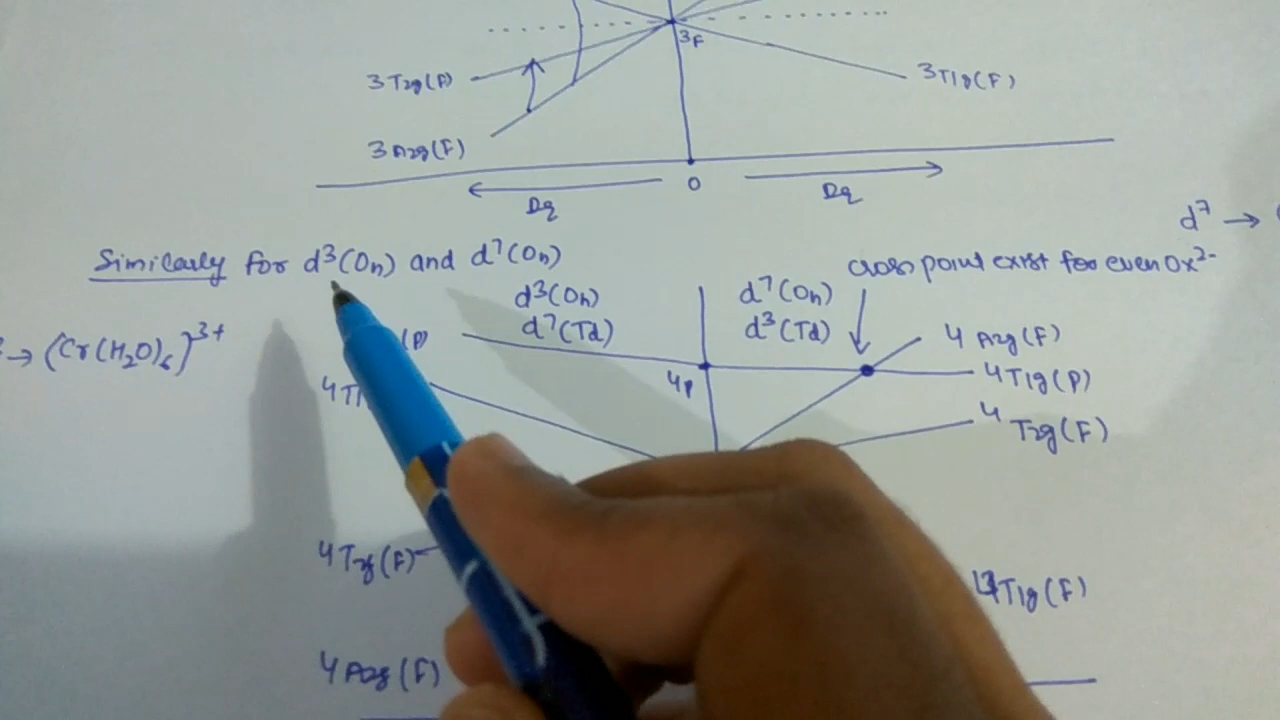 3F
3T2g(F)
3T1g(F)
3A2g(F)
0
Dq
Dq
d7 →
Similarly for d3(Oh) and d7(Oh)
cross point exist for even Ox2-
d3(Oh)
d7(Td)
d7(Oh)
d3(Td)
→ (Cr(H2O)6]3+
(P)
4P
4A2g(F)
4T1g(P)
4T2g(F)
4T1
4T2g(F)
4T1g(F)
4A2g(F)